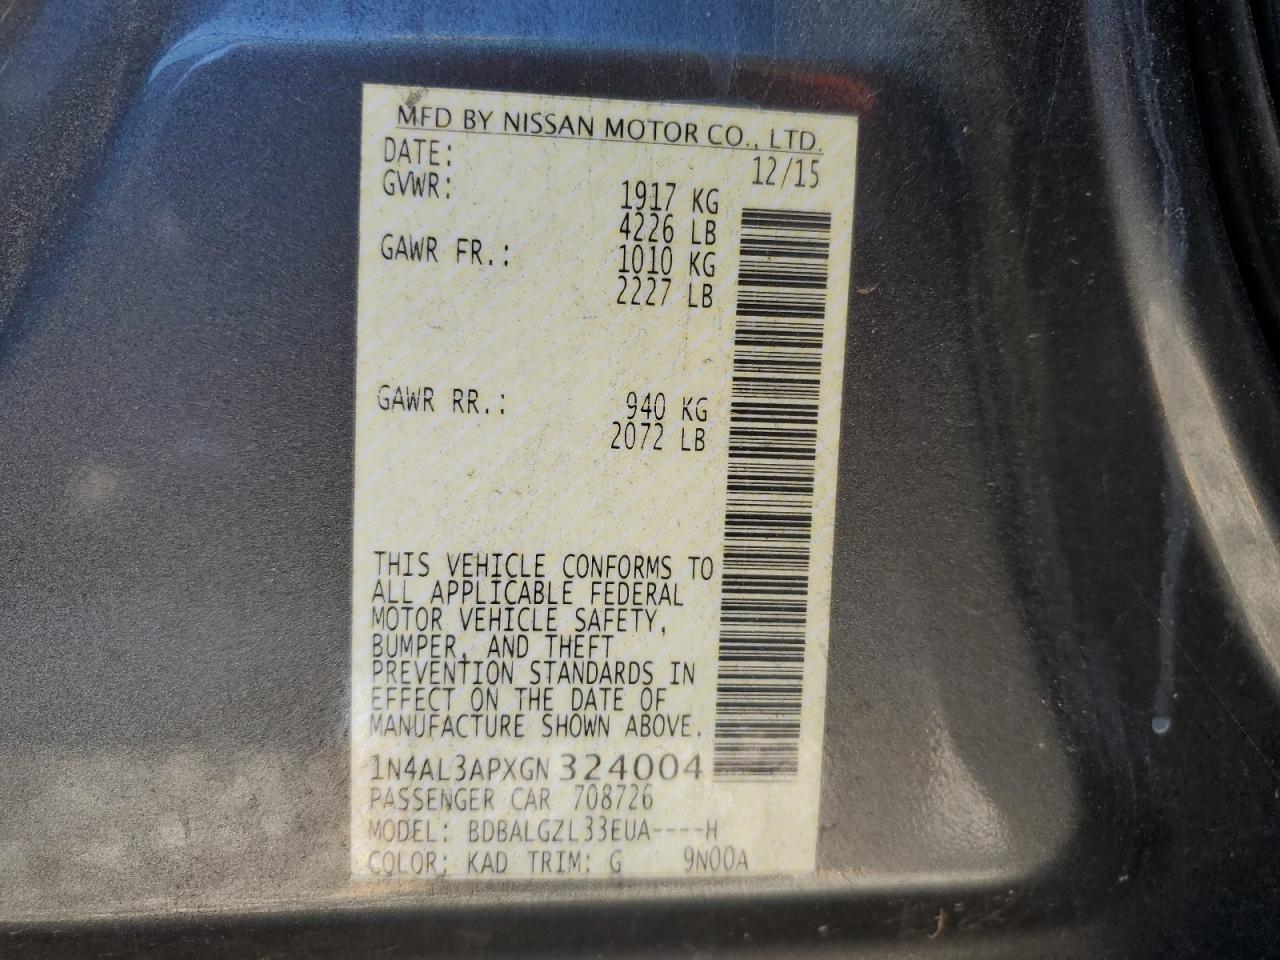 MFD BY NISSAN MOTOR CO., LTD.
DATE: 12/15
GVWR: 1917 KG
4226 LB
GAWR FR.: 1010 KG
2227 LB
GAWR RR.: 940 KG
2072 LB
THIS VEHICLE CONFORMS TO
ALL APPLICABLE FEDERAL
MOTOR VEHICLE SAFETY,
BUMPER, AND THEFT
PREVENTION STANDARDS IN
EFFECT ON THE DATE OF
MANUFACTURE SHOWN ABOVE.
1N4AL3APXGN324004
PASSENGER CAR 708726
MODEL: BDBALGZL33EUA----H
COLOR: KAD TRIM: G 9N00A